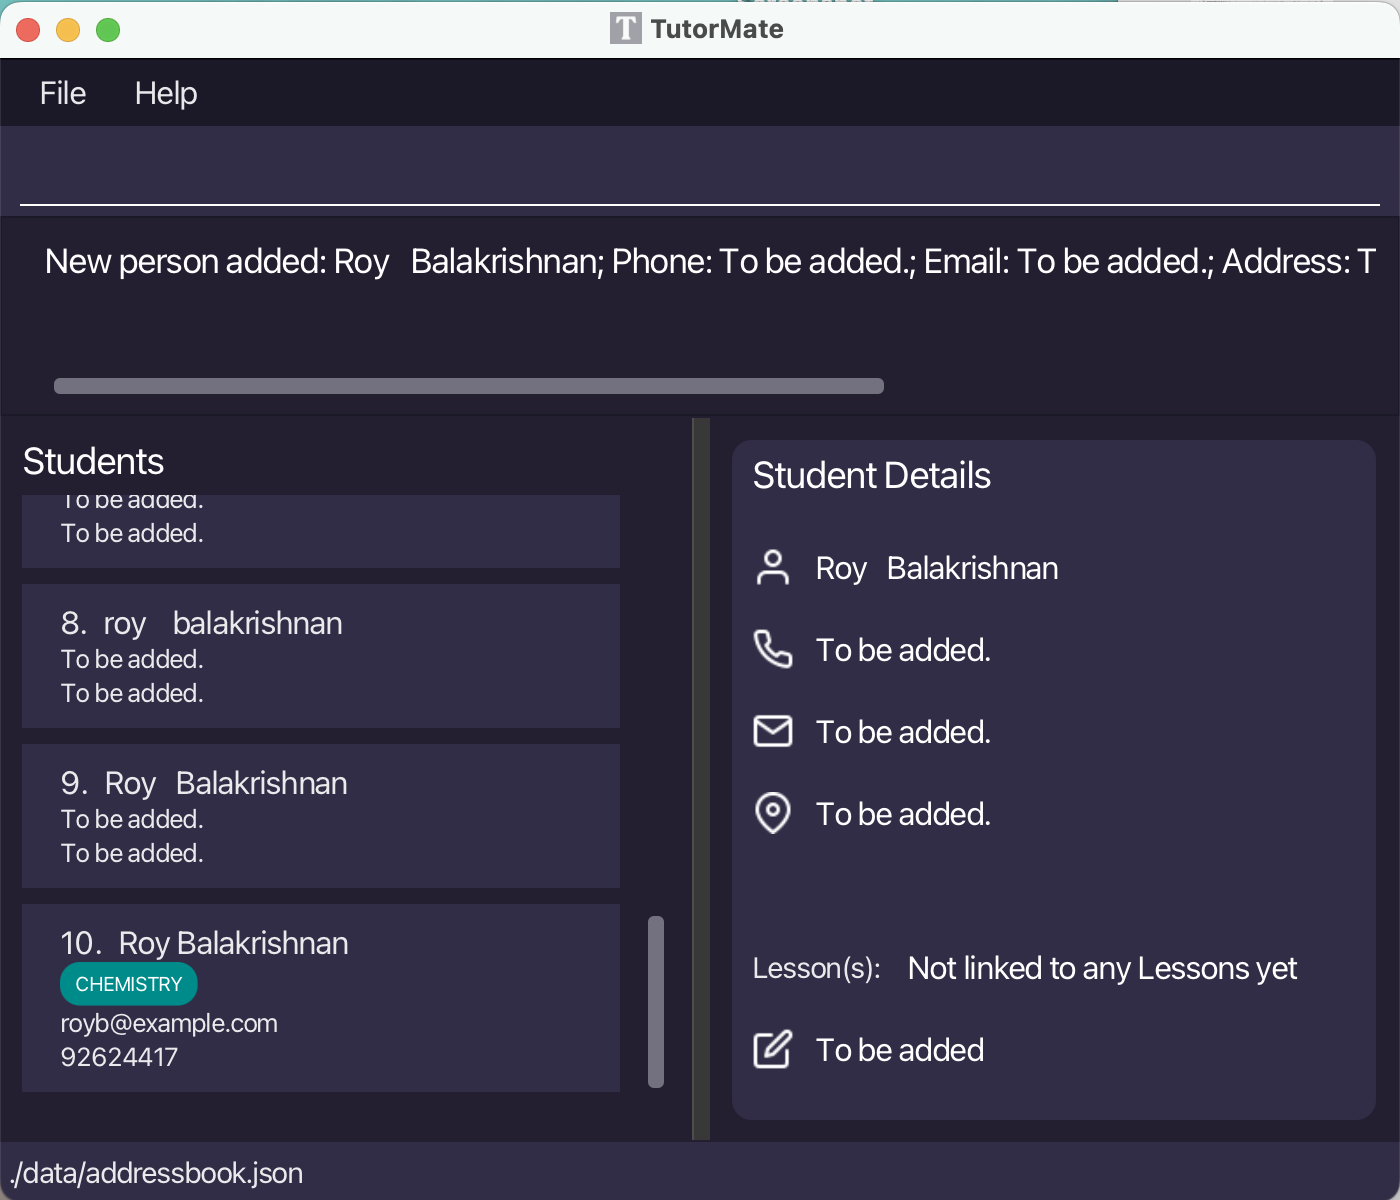 TutorMate
File Help
New person added: Roy   Balakrishnan; Phone: To be added.; Email: To be added.; Address: T
Students
To be added.
To be added.
8. roy    balakrishnan
To be added.
To be added.
9. Roy   Balakrishnan
To be added.
To be added.
10. Roy Balakrishnan
CHEMISTRY
royb@example.com
92624417
Student Details
Roy   Balakrishnan
To be added.
To be added.
To be added.
Lesson(s): Not linked to any Lessons yet
To be added
./data/addressbook.json